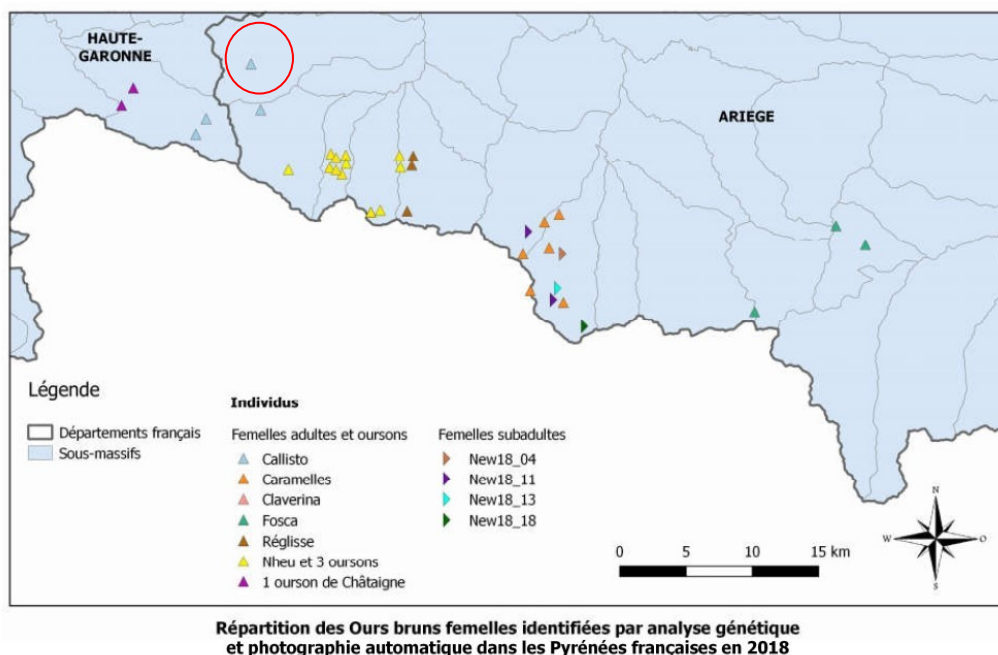 HAUTE-
GARONNE
ARIEGE
Légende
Départements français
Sous-massifs
Individus
Femelles adultes et oursons
Callisto
Caramelles
Claverina
Fosca
Réglisse
Nheu et 3 oursons
1 ourson de Châtaigne
Femelles subadultes
New18_04
New18_11
New18_13
New18_18
0 5 10 15 km
N
W O
S
Répartition des Ours bruns femelles identifiées par analyse génétique
et photographie automatique dans les Pyrénées françaises en 2018